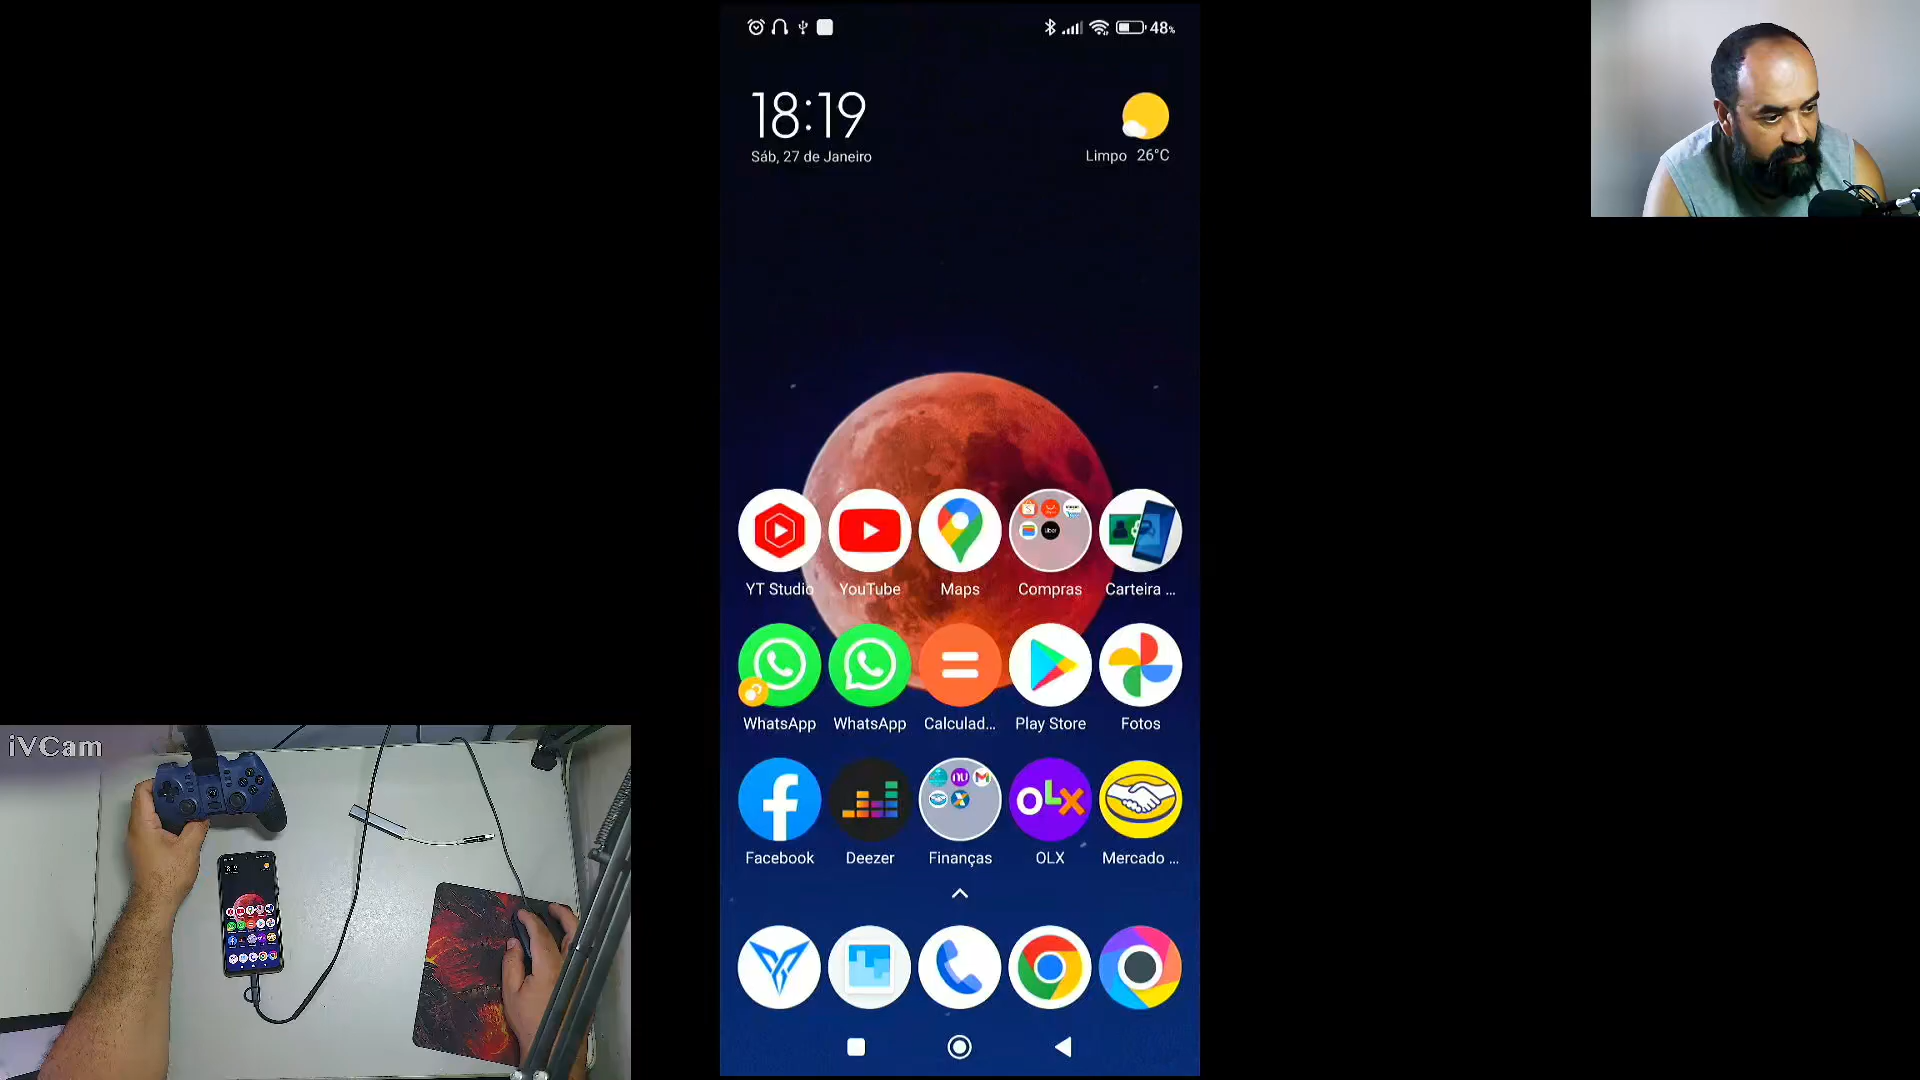 48%
18:19
Sáb, 27 de Janeiro
Limpo 26°C
YT Studio
YouTube
Maps
Compras
Carteira ...
WhatsApp
WhatsApp
Calculad...
Play Store
Fotos
OLX
Facebook
Deezer
Finanças
OLX
Mercado ...
iVCam